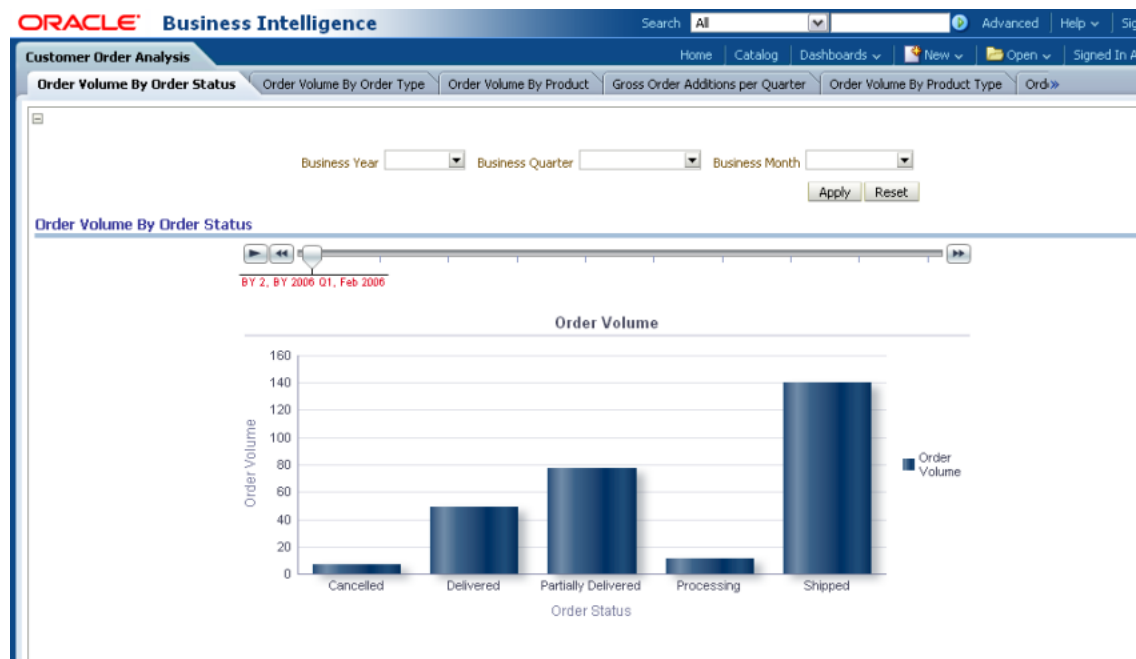 ORACLE Business Intelligence Search All Advanced Help
Customer Order Analysis Home Catalog Dashboards New Open Signed In A
Order Volume By Order Status Order Volume By Order Type Order Volume By Product Gross Order Additions per Quarter Order Volume By Product Type Ord»
Business Year Business Quarter Business Month
Apply Reset
Order Volume By Order Status
BY 2, BY 2006 Q1, Feb 2006
Order Volume
160
140
120
100
80
60
40
20
0
Order Volume
Cancelled Delivered Partially Delivered Processing Shipped
Order Status
Order
Volume